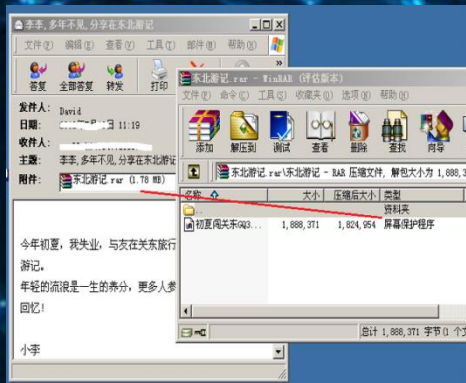 李李,多年不见,分享在东北游记
文件(F) 编辑(E) 查看(V) 工具(T) 邮件(M) 帮助(H)
答复 全部答复 转发 打印
发件人: David
日期: 11:19
收件人:
主题: 李李,多年不见,分享在东北游记
附件: 东北游记.rar (1.78 MB)
今年初夏，我失业，与友在关东旅行
游记。
年轻的流浪是一生的养分，更多人参
回忆!
小李
东北游记.rar - WinRAR (评估版本)
文件(F) 命令(C) 工具(S) 收藏夹(O) 选项(N) 帮助(H)
添加 解压到 测试 查看 删除 查找 向导
东北游记.rar\东北游记 - RAR 压缩文件, 解包大小为 1,888,3
名称 大小 压缩后大小 类型
.. 资料夹
初夏闯关东GQ3... 1,888,371 1,824,954 屏幕保护程序
总计 1,888,371 字节(1 个文